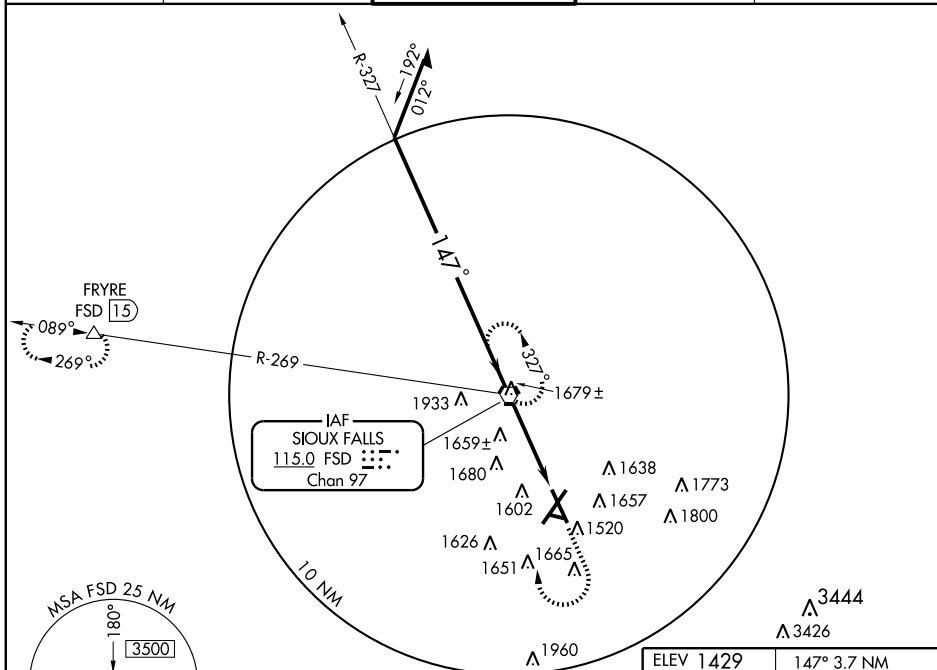 R-327
192°
012°
147°
FRYRE
FSD 15
089°
269°
R-269
327°
1679±
1933
IAF
SIOUX FALLS
115.0 FSD
Chan 97
1659±
1680
1602
1638
1773
1657
1800
1520
1626
1651
1665
10 NM
MSA FSD 25 NM
180°
3500
3444
3426
1960
ELEV 1429
147° 3.7 NM